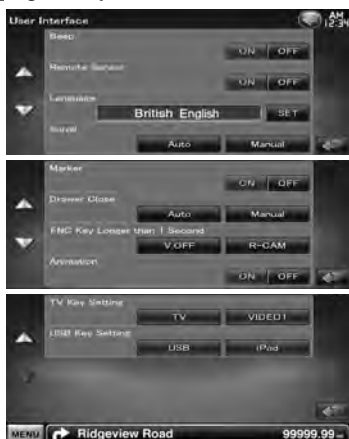 User Interface
AM
12:34
Beep
ON OFF
Remote Sensor
ON OFF
Language
British English SET
Scroll
Auto Manual
Marker
ON OFF
Drawer Close
Auto Manual
FNC Key Longer than 1 Second
V.OFF R-CAM
Animation
ON OFF
TV Key Setting
TV VIDEO1
USB Key Setting
USB iPod
MENU Ridgeview Road 99999.99